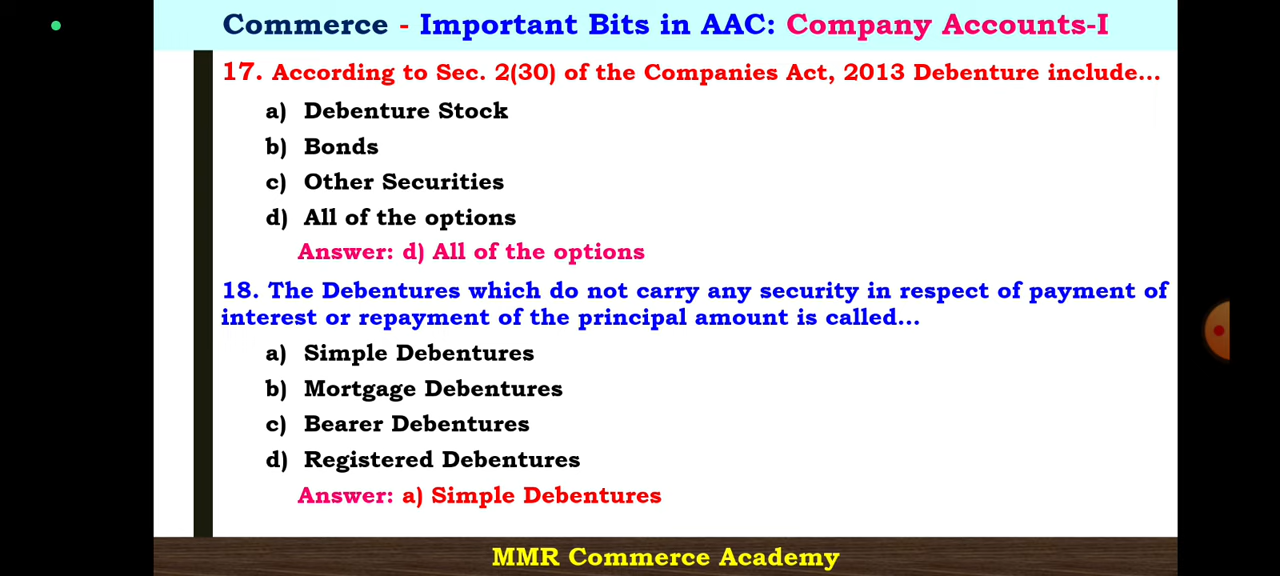 Commerce - Important Bits in AAC: Company Accounts-I
17. According to Sec. 2(30) of the Companies Act, 2013 Debenture include...
a) Debenture Stock
b) Bonds
c) Other Securities
d) All of the options
Answer: d) All of the options
18. The Debentures which do not carry any security in respect of payment of
interest or repayment of the principal amount is called...
a) Simple Debentures
b) Mortgage Debentures
c) Bearer Debentures
d) Registered Debentures
Answer: a) Simple Debentures
MMR Commerce Academy